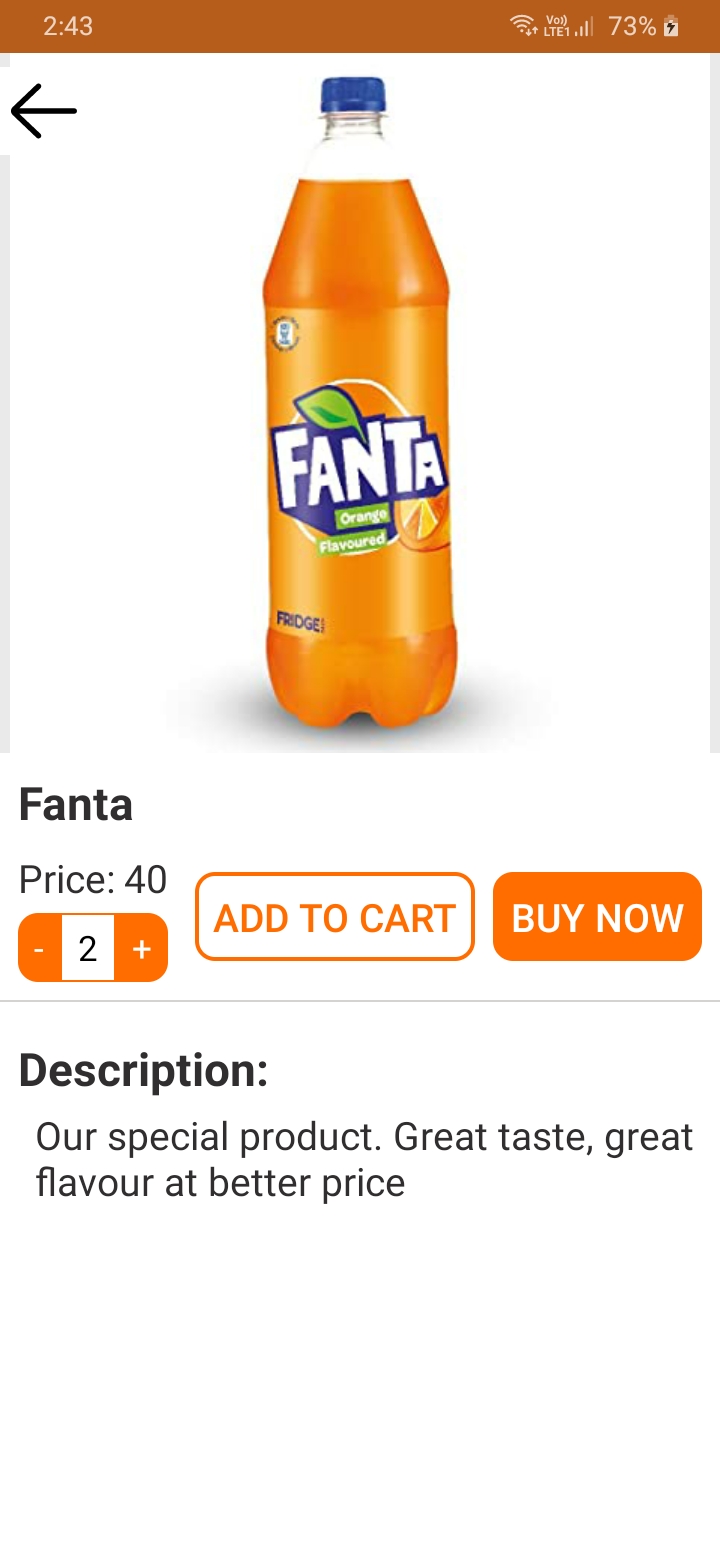 2:43
Vo)) LTE1 73%
FANTA
Orange
Flavoured
FRIDGE
Fanta
Price: 40
- 2 +
ADD TO CART
BUY NOW
Description:
Our special product. Great taste, great
flavour at better price